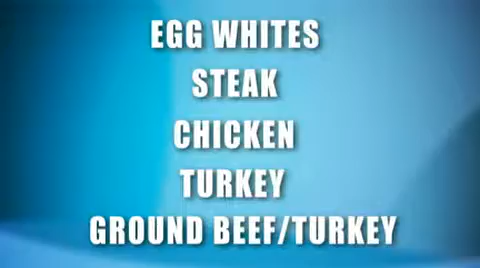 EGG WHITES
STEAK
CHICKEN
TURKEY
GROUND BEEF/TURKEY